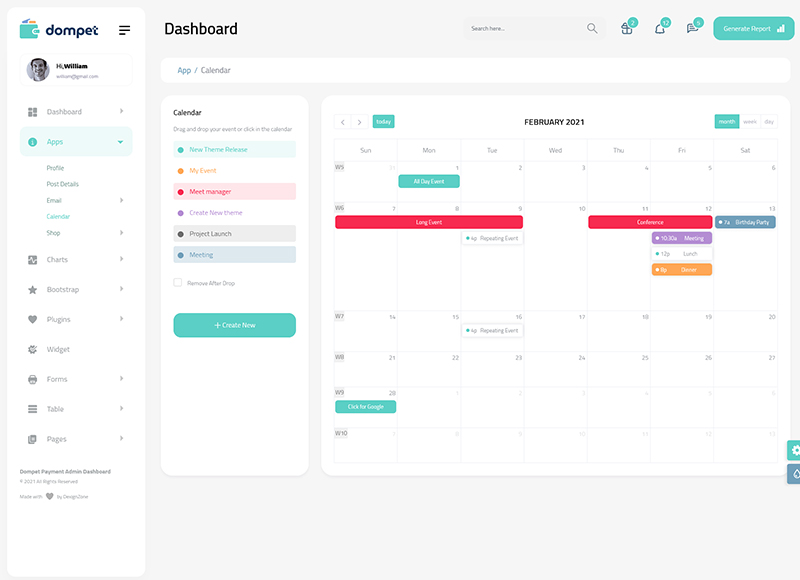 dompet
Dashboard
Search here...
2
12
5
Generate Report
Hi,William
william@gmail.com
App / Calendar
Dashboard
Apps
Profile
Post Details
Email
Calendar
Shop
Charts
Bootstrap
Plugins
Widget
Forms
Table
Pages
Dompet Payment Admin Dashboard
© 2021 All Rights Reserved
Made with by DexignZone
Calendar
Drag and drop your event or click in the calendar
New Theme Release
My Event
Meet manager
Create New theme
Project Launch
Meeting
Remove After Drop
+ Create New
today
FEBRUARY 2021
month week day
Sun Mon Tue Wed Thu Fri Sat
W5 31 1 2 3 4 5 6
All Day Event
W6 7 8 9 10 11 12 13
Long Event Conference 7a Birthday Party
4p Repeating Event 10:30a Meeting
12p Lunch
8p Dinner
W7 14 15 16 17 18 19 20
4p Repeating Event
W8 21 22 23 24 25 26 27
W9 28 1 2 3 4 5 6
Click for Google
W10 7 8 9 10 11 12 13